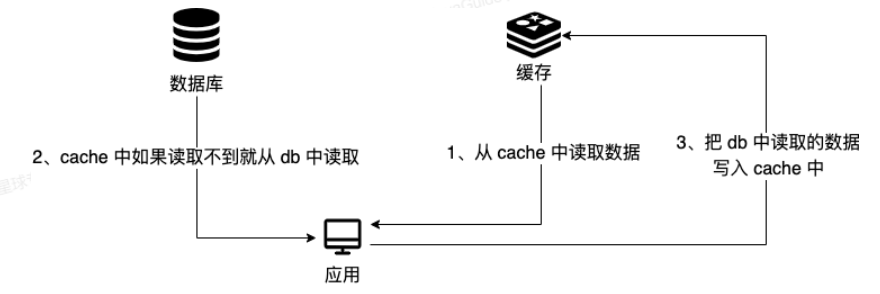 数据库
缓存
2、cache 中如果读取不到就从 db 中读取
1、从 cache 中读取数据
3、把 db 中读取的数据
写入 cache 中
应用